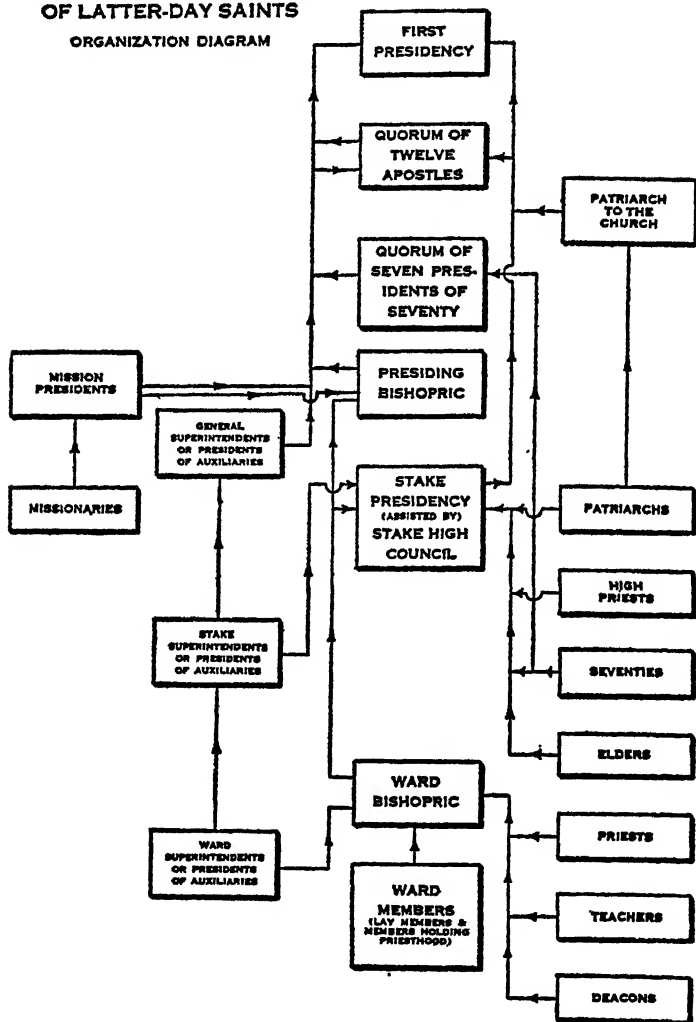 OF LATTER-DAY SAINTS
ORGANIZATION DIAGRAM
FIRST
PRESIDENCY
QUORUM OF
TWELVE
APOSTLES
PATRIARCH
TO THE
CHURCH
QUORUM OF
SEVEN PRES-
IDENTS OF
SEVENTY
MISSION
PRESIDENTS
PRESIDING
BISHOPRIC
GENERAL
SUPERINTENDENTS
OR PRESIDENTS
OF AUXILIARIES
MISSIONARIES
STAKE
PRESIDENCY
(ASSISTED BY)
STAKE HIGH
COUNCIL
PATRIARCHS
HIGH
PRIESTS
STAKE
SUPERINTENDENTS
OR PRESIDENTS
OF AUXILIARIES
SEVENTIES
ELDERS
WARD
BISHOPRIC
PRIESTS
WARD
SUPERINTENDENTS
OR PRESIDENTS
OF AUXILIARIES
WARD
MEMBERS
(LAY MEMBERS &
MEMBERS HOLDING
PRIESTHOOD)
TEACHERS
DEACONS